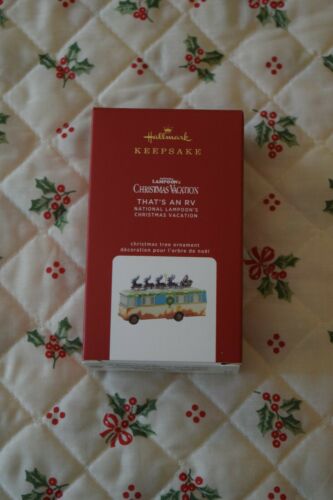 Hallmark
KEEPSAKE
LAMPOON'S
CHRISTMAS VACATION
THAT'S AN RV
NATIONAL LAMPOON'S
CHRISTMAS VACATION
christmas tree ornament
décoration pour l'arbre de noël